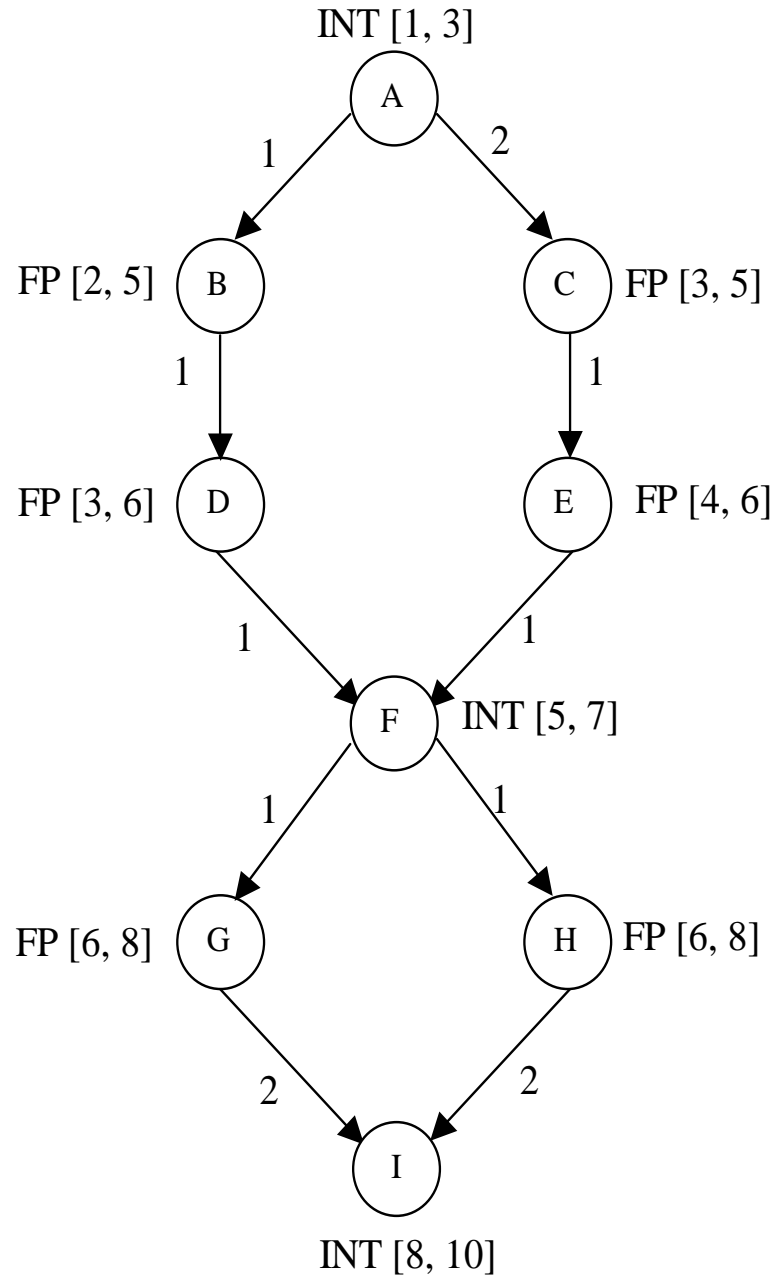 INT [1, 3]
A
1
2
FP [2, 5]
B
C
FP [3, 5]
1
1
FP [3, 6]
D
E
FP [4, 6]
1
1
F
INT [5, 7]
1
1
FP [6, 8]
G
H
FP [6, 8]
2
2
I
INT [8, 10]